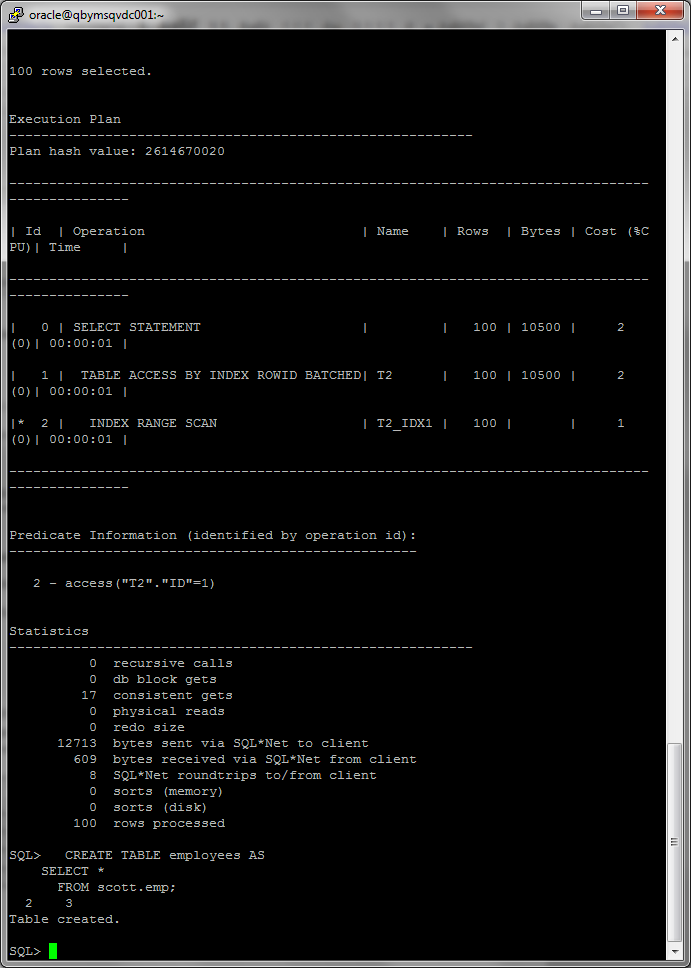 oracle@qbymsqvdc001:~
100 rows selected.
Execution Plan
----------------------------------------------------------
Plan hash value: 2614670020
--------------------------------------------------------------------------------
---------------
| Id  | Operation                           | Name    | Rows  | Bytes | Cost (%C
PU)| Time     |
--------------------------------------------------------------------------------
---------------
|   0 | SELECT STATEMENT                    |         |   100 | 10500 |     2
(0)| 00:00:01 |
|   1 |  TABLE ACCESS BY INDEX ROWID BATCHED| T2      |   100 | 10500 |     2
(0)| 00:00:01 |
|*  2 |   INDEX RANGE SCAN                  | T2_IDX1 |   100 |       |     1
(0)| 00:00:01 |
--------------------------------------------------------------------------------
---------------
Predicate Information (identified by operation id):
---------------------------------------------------
   2 - access("T2"."ID"=1)
Statistics
----------------------------------------------------------
          0  recursive calls
          0  db block gets
         17  consistent gets
          0  physical reads
          0  redo size
      12713  bytes sent via SQL*Net to client
        609  bytes received via SQL*Net from client
          8  SQL*Net roundtrips to/from client
          0  sorts (memory)
          0  sorts (disk)
        100  rows processed
SQL>   CREATE TABLE employees AS
    SELECT *
      FROM scott.emp;
  2    3
Table created.
SQL>